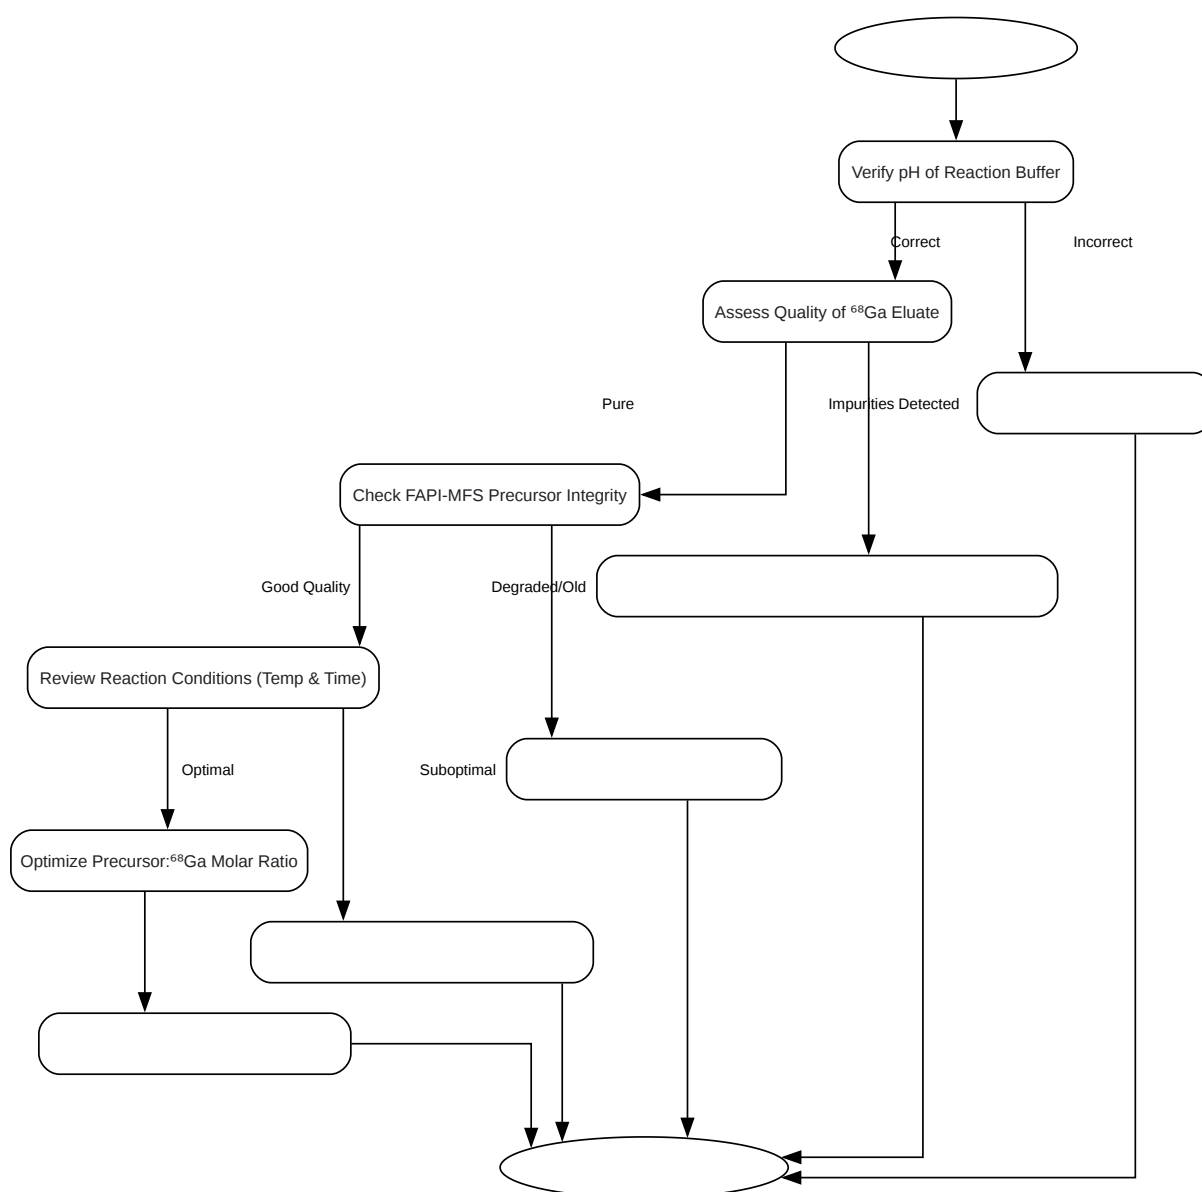 Verify pH of Reaction Buffer
Correct
Incorrect
Assess Quality of ⁶⁸Ga Eluate
Pure
Impurities Detected
Check FAPI-MFS Precursor Integrity
Good Quality
Degraded/Old
Review Reaction Conditions (Temp & Time)
Optimal
Suboptimal
Optimize Precursor:⁶⁸Ga Molar Ratio